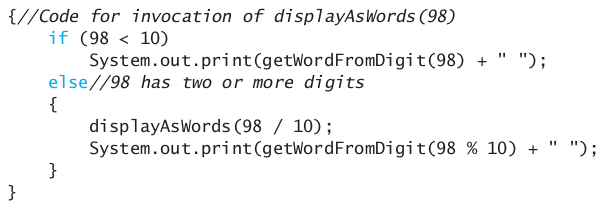 {//Code for invocation of displayAsWords(98)
    if (98 < 10)
        System.out.print(getWordFromDigit(98) + " ");
    else//98 has two or more digits
    {
        displayAsWords(98 / 10);
        System.out.print(getWordFromDigit(98 % 10) + " ");
    }
}